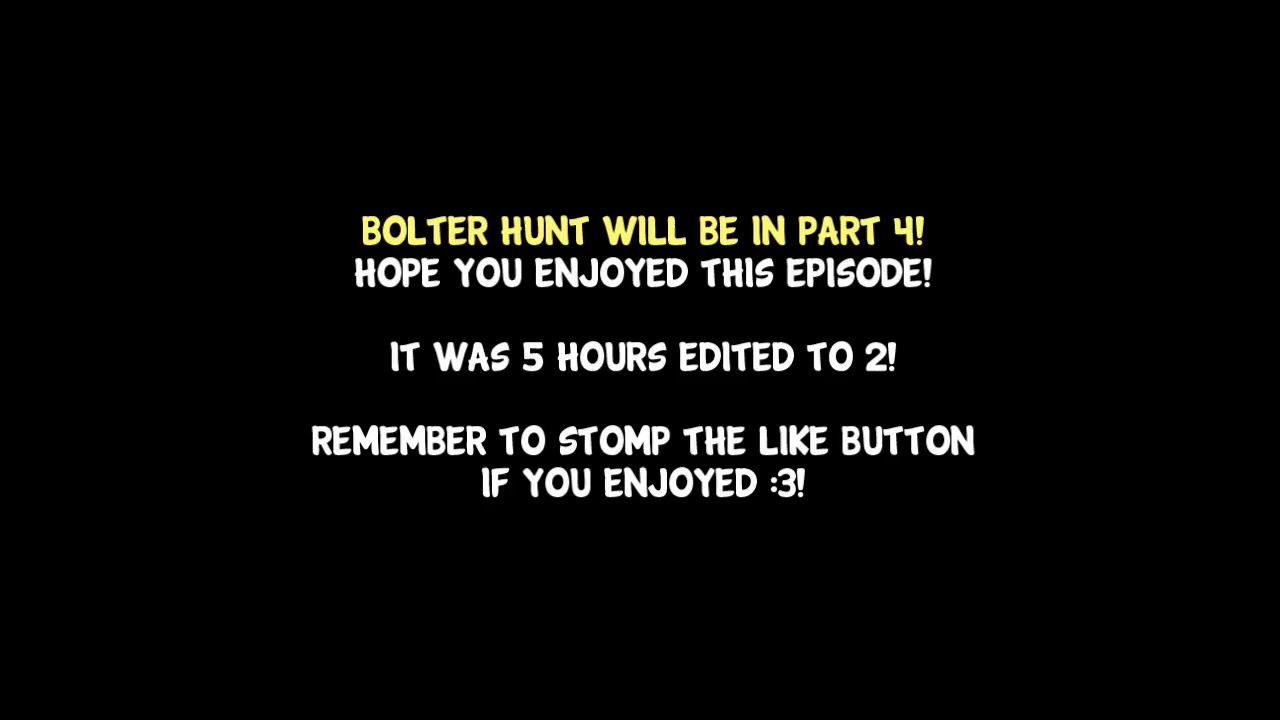 BOLTER HUNT WILL BE IN PART 4!
HOPE YOU ENJOYED THIS EPISODE!
IT WAS 5 HOURS EDITED TO 2!
REMEMBER TO STOMP THE LIKE BUTTON
IF YOU ENJOYED :3!